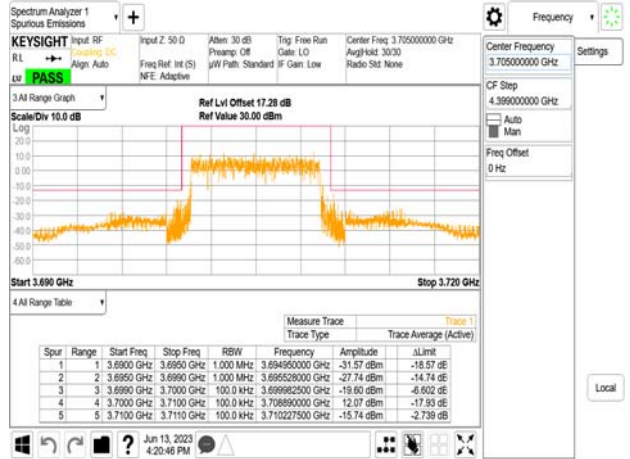 Spectrum Analyzer 1
Spurious Emissions
+
Frequency
KEYSIGHT
RL
PASS
Input: RF
Coupling: DC
Align: Auto
Input Z: 50 Ω
Freq Ref: Int (S)
NFE: Adaptive
Atten: 30 dB
Preamp: Off
µW Path: Standard
Trig: Free Run
Gate: LO
IF Gain: Low
Center Freq: 3.705000000 GHz
Avg|Hold: 30/30
Radio Std: None
Center Frequency
3.705000000 GHz
Settings
CF Step
4.399000000 GHz
Auto
Man
Freq Offset
0 Hz
3 All Range Graph
Scale/Div 10.0 dB
Ref Lvl Offset 17.28 dB
Ref Value 30.00 dBm
Log
20.0
10.0
0.00
-10.0
-20.0
-30.0
-40.0
-50.0
-60.0
Start 3.690 GHz
Stop 3.720 GHz
4 All Range Table
Measure Trace Trace 1
Trace Type Trace Average (Active)
Spur Range Start Freq Stop Freq RBW Frequency Amplitude ΔLimit
1 1 3.6900 GHz 3.6950 GHz 1.000 MHz 3.694950000 GHz -31.57 dBm -18.57 dB
2 2 3.6950 GHz 3.6990 GHz 1.000 MHz 3.695528000 GHz -27.74 dBm -14.74 dB
3 3 3.6990 GHz 3.7000 GHz 100.0 kHz 3.699982500 GHz -19.60 dBm -6.602 dB
4 4 3.7000 GHz 3.7100 GHz 100.0 kHz 3.708890000 GHz 12.07 dBm -17.93 dB
5 5 3.7100 GHz 3.7110 GHz 100.0 kHz 3.710227500 GHz -15.74 dBm -2.739 dB
Local
?
Jun 13, 2023
4:20:46 PM